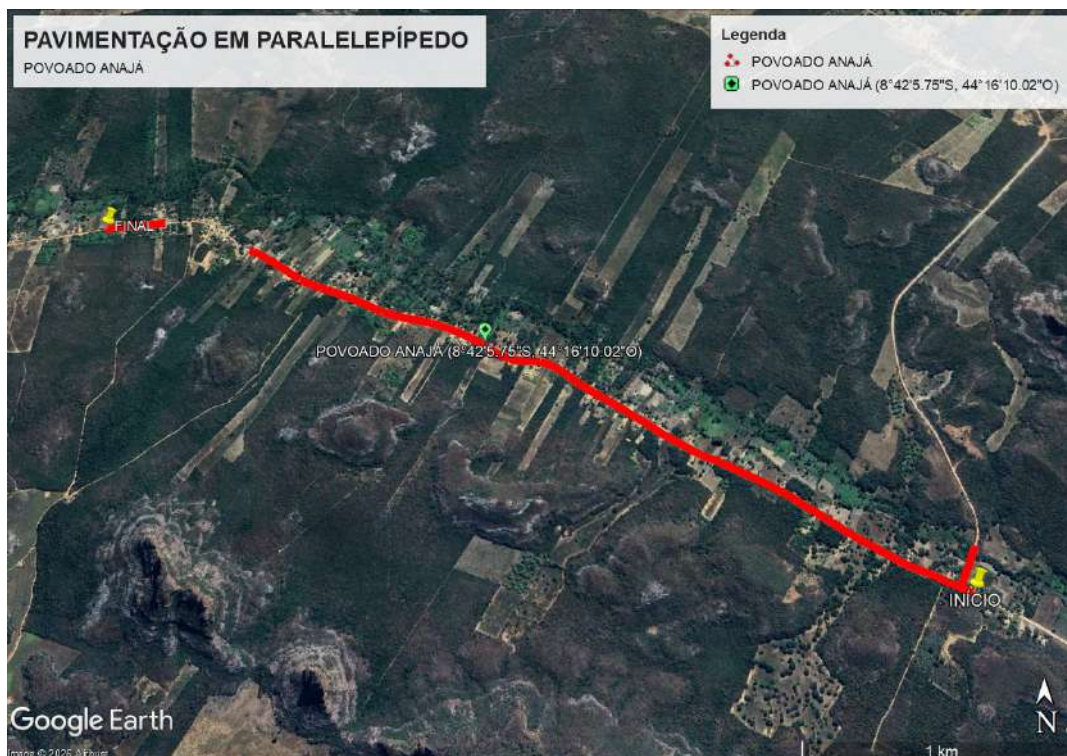 PAVIMENTAÇÃO EM PARALELEPÍPEDO
POVOADO ANAJÁ
Legenda
POVOADO ANAJÁ
POVOADO ANAJÁ (8°42'5.75"S, 44°16'10.02"O)
FINAL
POVOADO ANAJÁ (8°42'5.75"S, 44°16'10.02"O)
INÍCIO
N
Google Earth
1 km